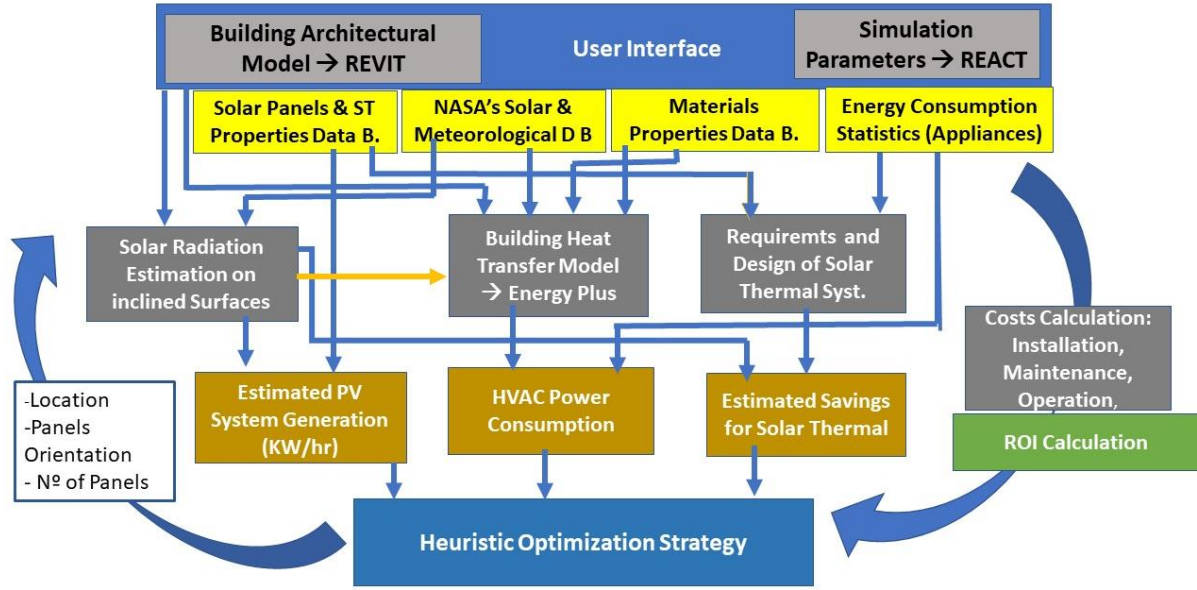 Building Architectural
Model → REVIT
User Interface
Simulation
Parameters → REACT
Solar Panels & ST
Properties Data B.
NASA's Solar &
Meteorological D B
Materials
Properties Data B.
Energy Consumption
Statistics (Appliances)
Solar Radiation
Estimation on
inclined Surfaces
Building Heat
Transfer Model
→ Energy Plus
Requiremts and
Design of Solar
Thermal Syst.
Costs Calculation:
Installation,
Maintenance,
Operation,
ROI Calculation
-Location
-Panels
Orientation
- Nº of Panels
Estimated PV
System Generation
(KW/hr)
HVAC Power
Consumption
Estimated Savings
for Solar Thermal
Heuristic Optimization Strategy